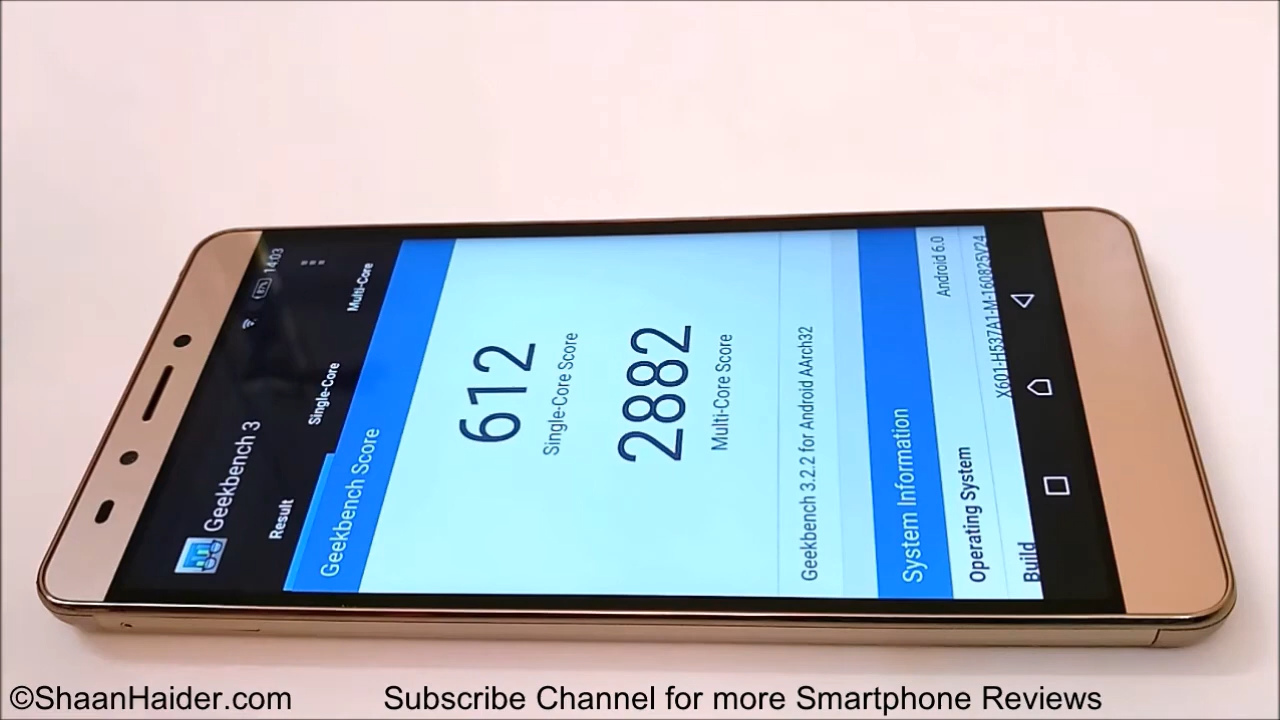 87% 14:03
Geekbench 3
Result Single-Core Multi-Core
Geekbench Score
612
Single-Core Score
2882
Multi-Core Score
Geekbench 3.2.2 for Android AArch32
System Information
Operating System Android 6.0
Build X601-H537A1-M-160825V24
©ShaanHaider.com Subscribe Channel for more Smartphone Reviews